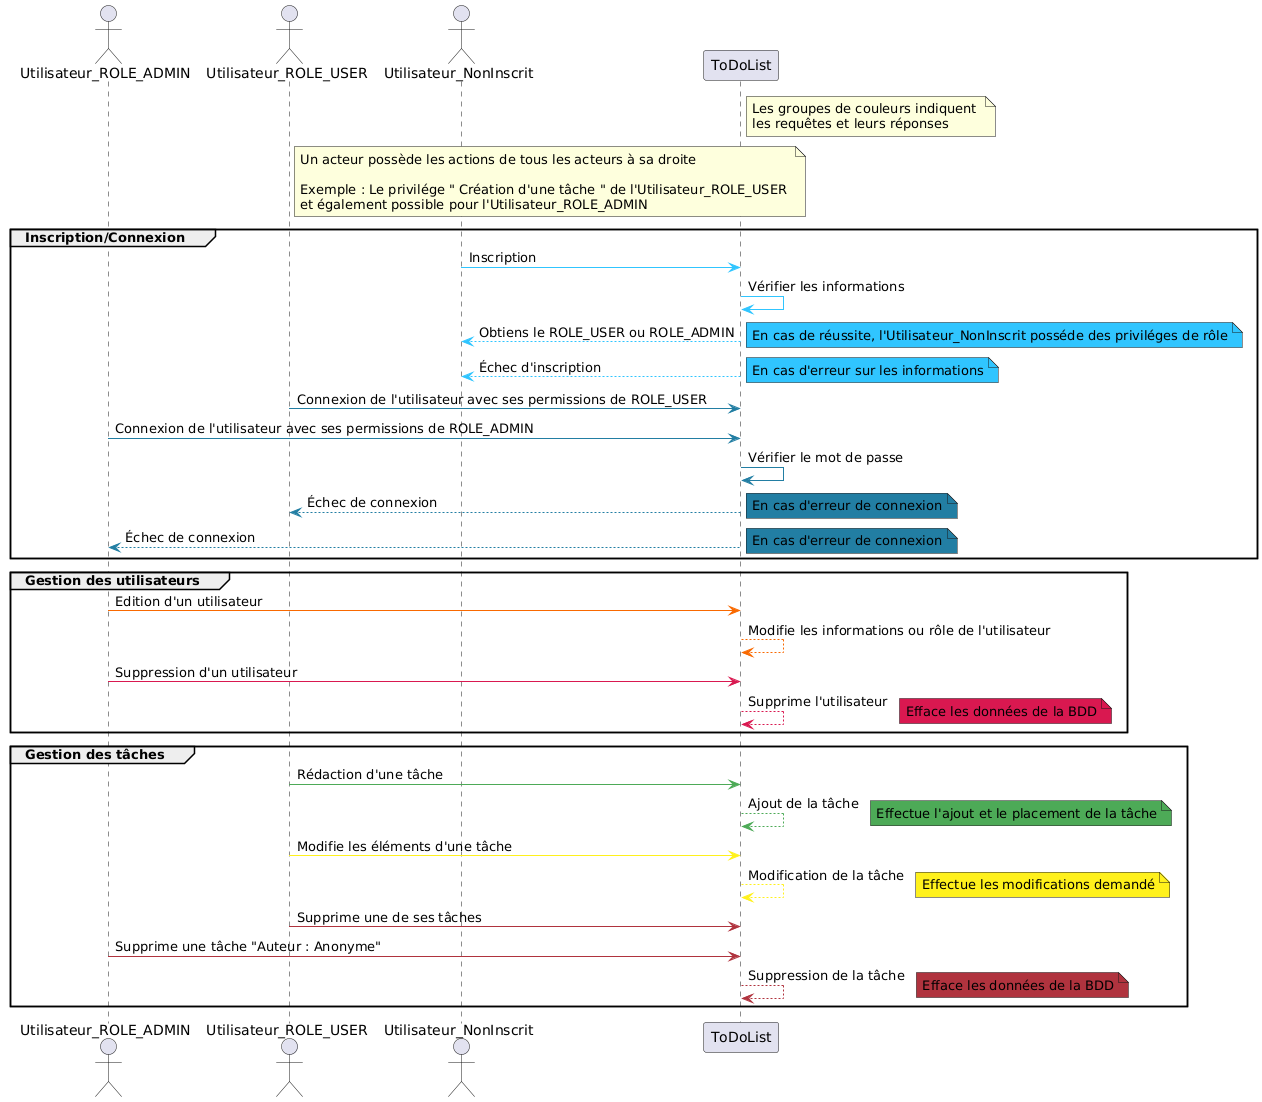 Utilisateur_ROLE_ADMIN
Utilisateur_ROLE_USER
Utilisateur_NonInscrit
ToDoList
Les groupes de couleurs indiquent
les requêtes et leurs réponses
Un acteur possède les actions de tous les acteurs à sa droite
Exemple : Le privilége " Création d'une tâche " de l'Utilisateur_ROLE_USER
et également possible pour l'Utilisateur_ROLE_ADMIN
Inscription/Connexion
Inscription
Vérifier les informations
Obtiens le ROLE_USER ou ROLE_ADMIN
En cas de réussite, l'Utilisateur_NonInscrit posséde des priviléges de rôle
Échec d'inscription
En cas d'erreur sur les informations
Connexion de l'utilisateur avec ses permissions de ROLE_USER
Connexion de l'utilisateur avec ses permissions de ROLE_ADMIN
Vérifier le mot de passe
Échec de connexion
En cas d'erreur de connexion
Échec de connexion
En cas d'erreur de connexion
Gestion des utilisateurs
Edition d'un utilisateur
Modifie les informations ou rôle de l'utilisateur
Suppression d'un utilisateur
Supprime l'utilisateur
Efface les données de la BDD
Gestion des tâches
Rédaction d'une tâche
Ajout de la tâche
Effectue l'ajout et le placement de la tâche
Modifie les éléments d'une tâche
Modification de la tâche
Effectue les modifications demandé
Supprime une de ses tâches
Supprime une tâche "Auteur : Anonyme"
Suppression de la tâche
Efface les données de la BDD
Utilisateur_ROLE_ADMIN
Utilisateur_ROLE_USER
Utilisateur_NonInscrit
ToDoList